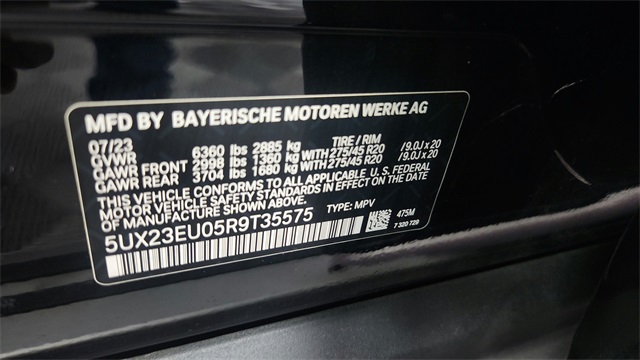 MFD BY BAYERISCHE MOTOREN WERKE AG
07/23 TIRE / RIM
GVWR 6360 lbs 2885 kg
GAWR FRONT 2998 lbs 1360 kg WITH 275/45 R20 / 9.0J x 20
GAWR REAR 3704 lbs 1680 kg WITH 275/45 R20 / 9.0J x 20
THIS VEHICLE CONFORMS TO ALL APPLICABLE U. S. FEDERAL
MOTOR VEHICLE SAFETY STANDARDS IN EFFECT ON THE
DATE OF MANUFACTURE SHOWN ABOVE.
5UX23EU05R9T35575 TYPE: MPV
475M
7 320 729